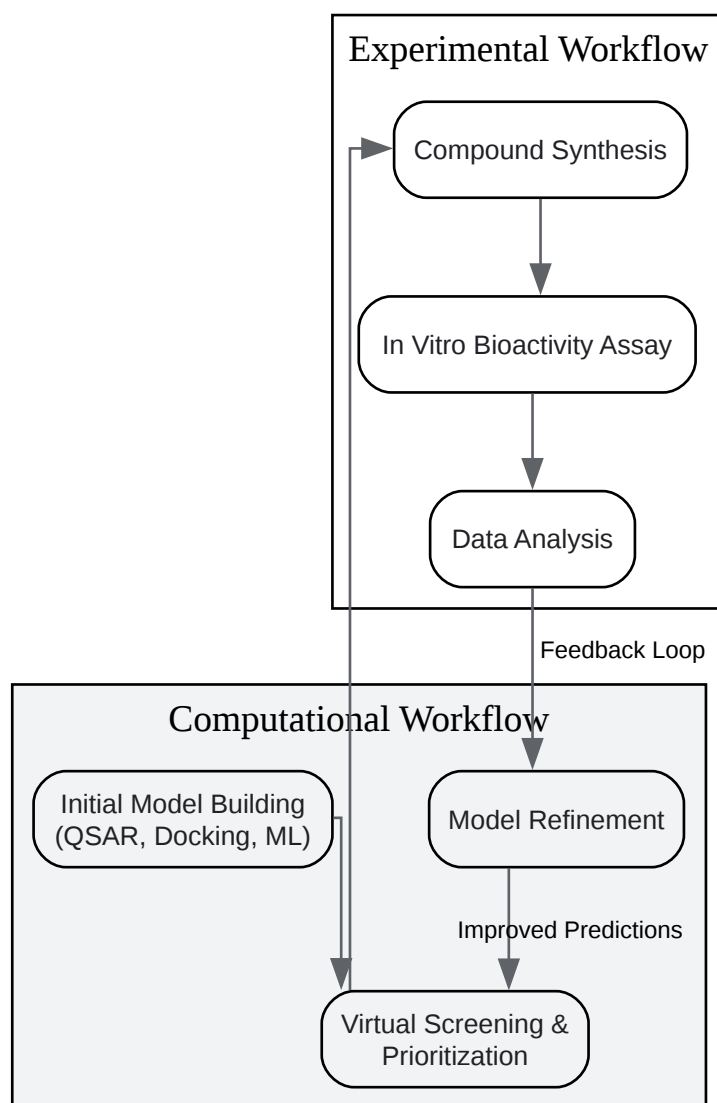 Experimental Workflow
Compound Synthesis
In Vitro Bioactivity Assay
Data Analysis
Feedback Loop
Computational Workflow
Initial Model Building
(QSAR, Docking, ML)
Model Refinement
Improved Predictions
Virtual Screening &
Prioritization